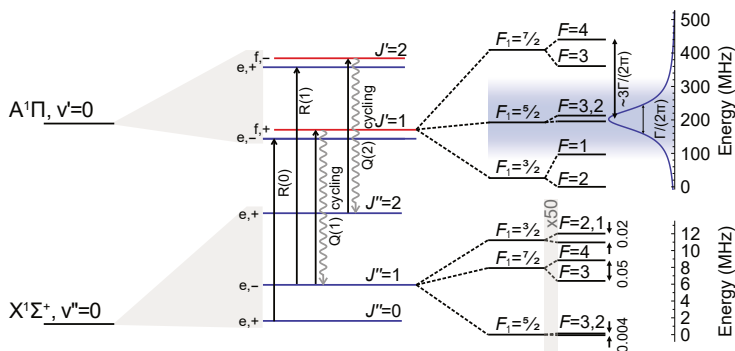 A¹Π, v'=0
X¹Σ⁺, v"=0
f,-
e,+
J'=2
f,+
e,-
J'=1
R(0)
R(1)
Q(1) cycling
Q(2) cycling
e,+
J"=2
e,-
J"=1
e,+
J"=0
F₁=⁷⁄₂
F=4
F=3
F₁=⁵⁄₂
F=3,2
F=1
F₁=³⁄₂
F=2
~3Γ/(2π)
Γ/(2π)
500
400
300
200
100
0
Energy (MHz)
x50
F₁=³⁄₂
F=2,1
F₁=⁷⁄₂
F=4
F=3
F₁=⁵⁄₂
F=3,2
0.02
0.05
0.004
12
10
8
6
4
2
0
Energy (MHz)